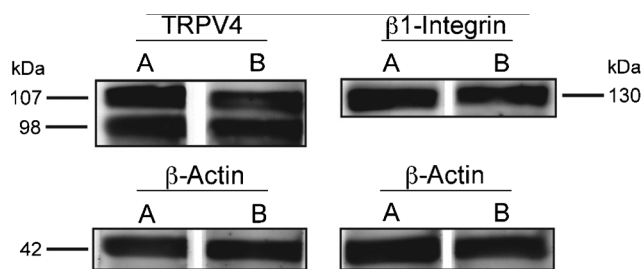 TRPV4 β1-Integrin
kDa A B A B kDa
107 130
98
β-Actin β-Actin
A B A B
42